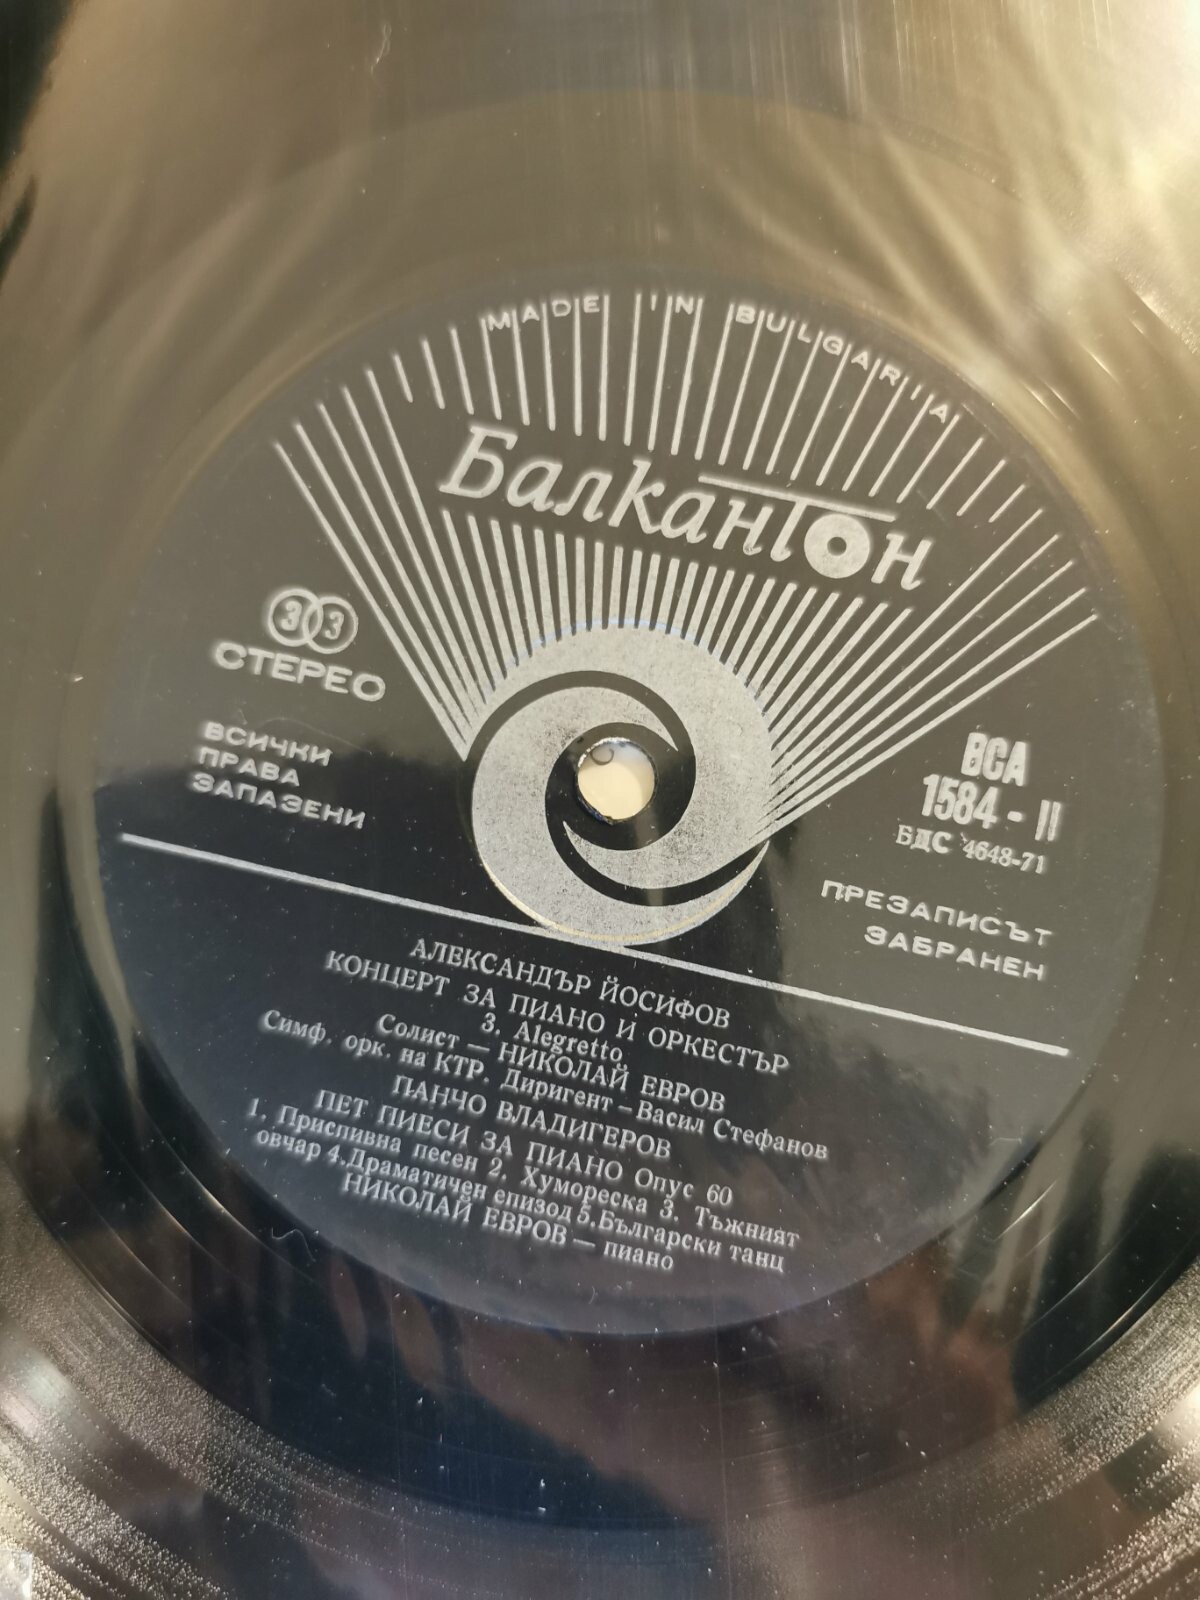 MADE IN BULGARIA
Балкантон
33
СТЕРЕО
ВСИЧКИ
ПРАВА
ЗАПАЗЕНИ
ВСА
1584 - II
БДС 4648-71
ПРЕЗАПИСЪТ
ЗАБРАНЕН
АЛЕКСАНДЪР ЙОСИФОВ
КОНЦЕРТ ЗА ПИАНО И ОРКЕСТЪР
3. Alegretto
Солист — НИКОЛАЙ ЕВРОВ
Симф. орк. на КТР. Диригент – Васил Стефанов
ПАНЧО ВЛАДИГЕРОВ
ПЕТ ПИЕСИ ЗА ПИАНО Опус 60
1. Приспивна песен 2. Хумореска 3. Тъжният
овчар 4.Драматичен епизод 5.Български танц
НИКОЛАЙ ЕВРОВ — пиано